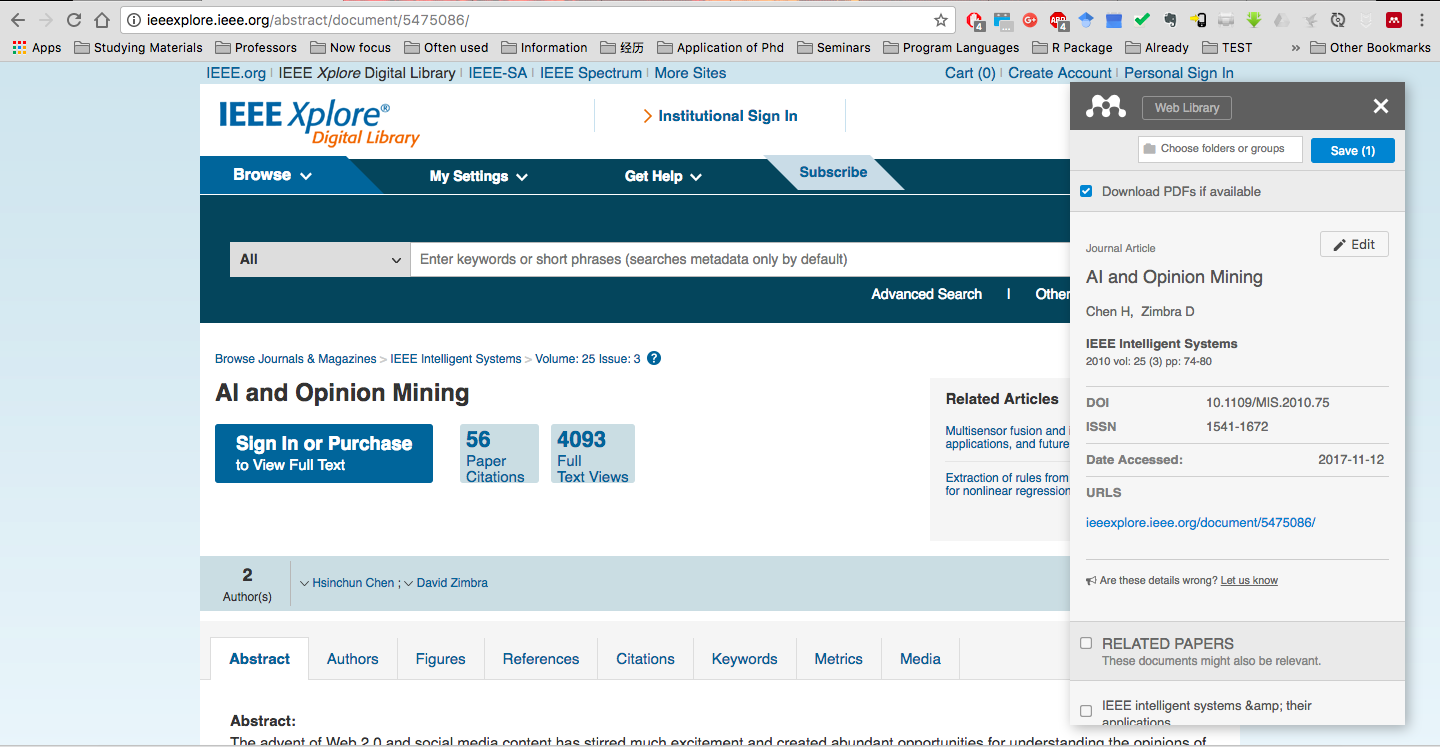 ieeexplore.ieee.org/abstract/document/5475086/
4
4
Apps Studying Materials Professors Now focus Often used Information 经历 Application of Phd Seminars Program Languages R Package Already TEST » Other Bookmarks
IEEE.org IEEE Xplore Digital Library IEEE-SA IEEE Spectrum More Sites Cart (0) Create Account Personal Sign In
IEEE Xplore®
Digital Library
Institutional Sign In
Browse My Settings Get Help Subscribe
All Enter keywords or short phrases (searches metadata only by default)
Advanced Search Other
Browse Journals & Magazines > IEEE Intelligent Systems > Volume: 25 Issue: 3 ?
AI and Opinion Mining
Sign In or Purchase
to View Full Text
56
Paper
Citations
4093
Full
Text Views
Related Articles
Multisensor fusion and i
applications, and future
Extraction of rules from
for nonlinear regression
2
Author(s)
Hsinchun Chen ; David Zimbra
Abstract Authors Figures References Citations Keywords Metrics Media
Abstract:
The advent of Web 2.0 and social media content has stirred much excitement and created abundant opportunities for understanding the opinions of
Web Library
Choose folders or groups Save (1)
Download PDFs if available
Journal Article
Edit
AI and Opinion Mining
Chen H, Zimbra D
IEEE Intelligent Systems
2010 vol: 25 (3) pp: 74-80
DOI 10.1109/MIS.2010.75
ISSN 1541-1672
Date Accessed: 2017-11-12
URLS
ieeexplore.ieee.org/document/5475086/
Are these details wrong? Let us know
RELATED PAPERS
These documents might also be relevant.
IEEE intelligent systems &amp; their
applications